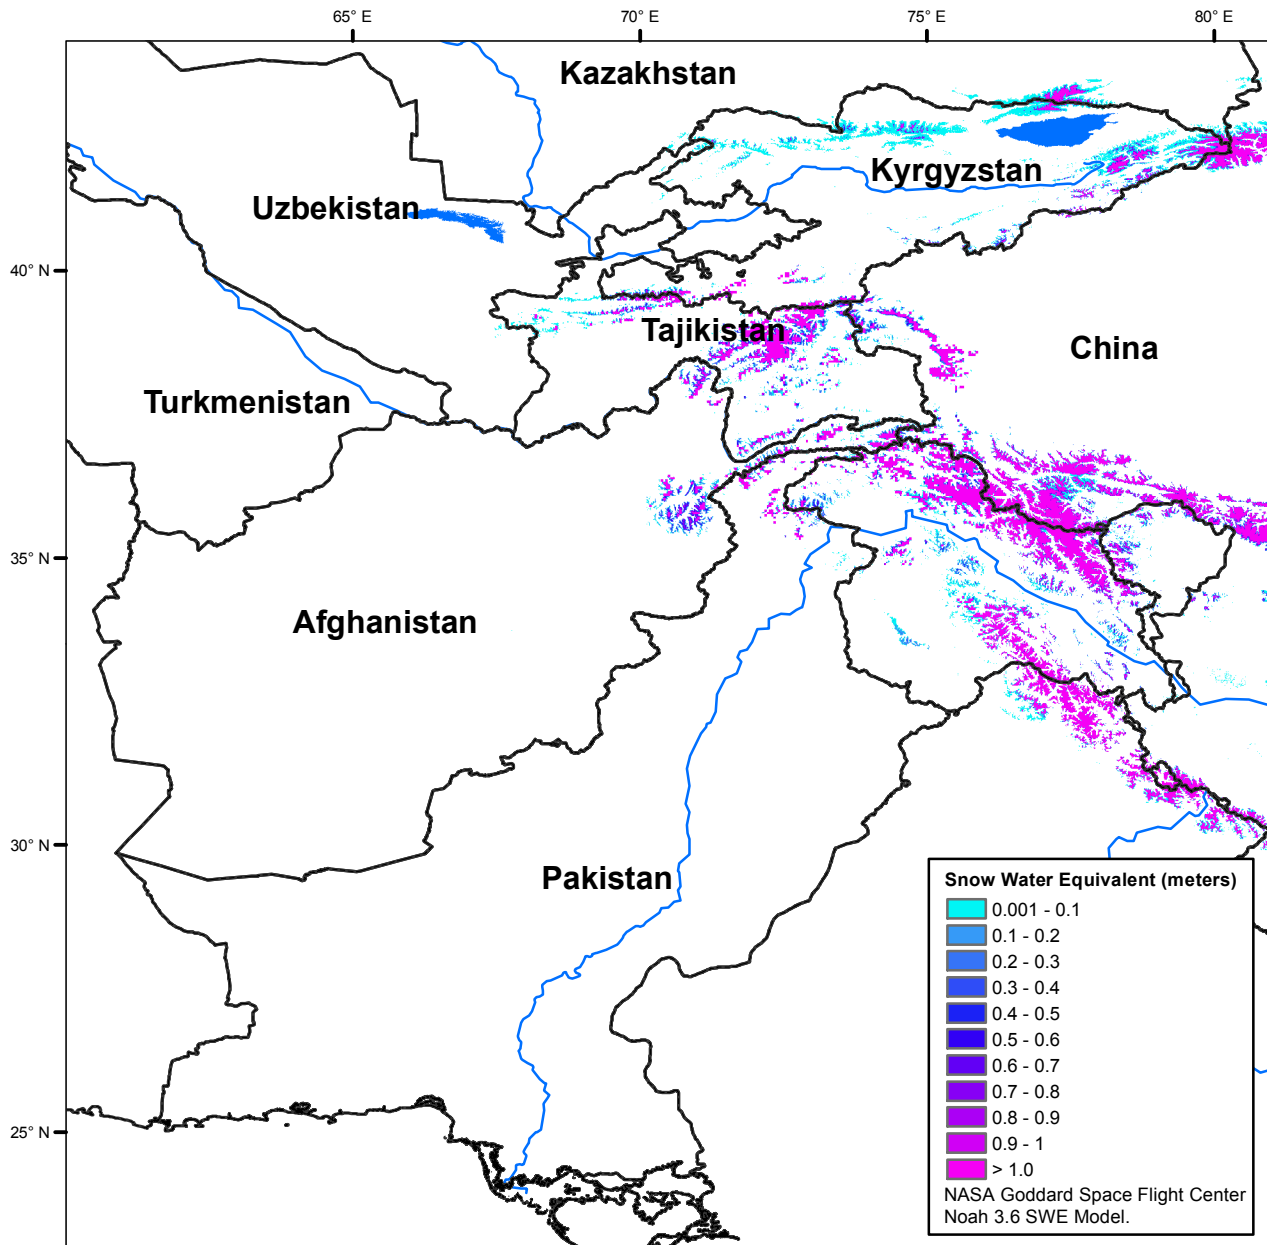 65° E
70° E
75° E
80° E
Kazakhstan
Kyrgyzstan
Uzbekistan
40° N
Tajikistan
China
Turkmenistan
35° N
Afghanistan
30° N
Pakistan
25° N
Snow Water Equivalent (meters)
0.001 - 0.1
0.1 - 0.2
0.2 - 0.3
0.3 - 0.4
0.4 - 0.5
0.5 - 0.6
0.6 - 0.7
0.7 - 0.8
0.8 - 0.9
0.9 - 1
> 1.0
NASA Goddard Space Flight Center
Noah 3.6 SWE Model.